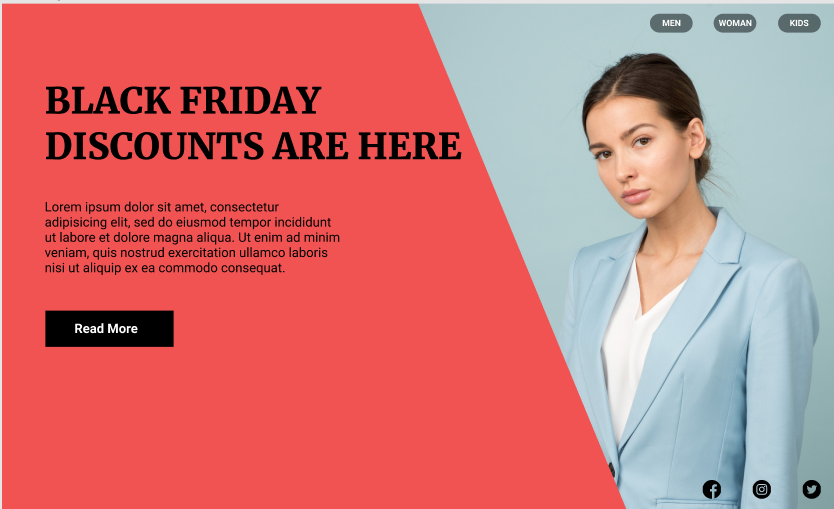 MEN
WOMAN
KIDS
BLACK FRIDAY
DISCOUNTS ARE HERE
Lorem ipsum dolor sit amet, consectetur
adipisicing elit, sed do eiusmod tempor incididunt
ut labore et dolore magna aliqua. Ut enim ad minim
veniam, quis nostrud exercitation ullamco laboris
nisi ut aliquip ex ea commodo consequat.
Read More